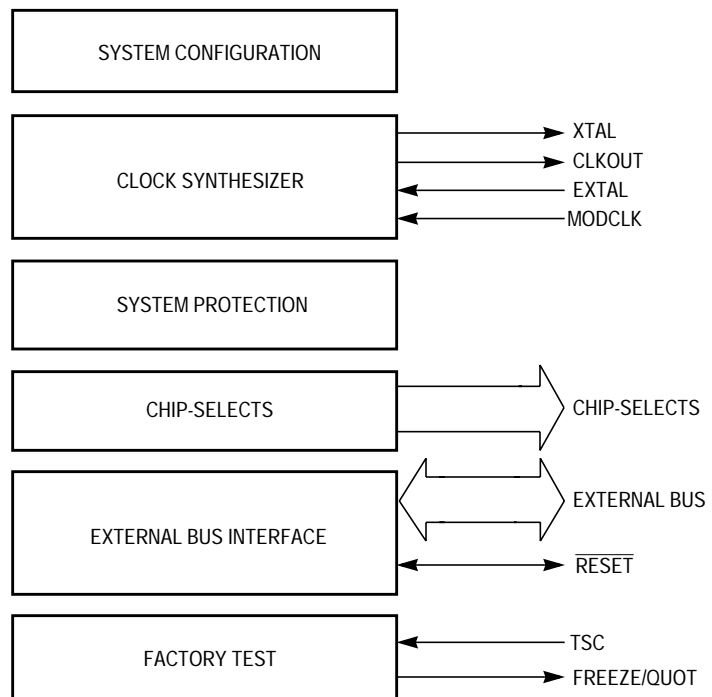 SYSTEM CONFIGURATION
CLOCK SYNTHESIZER
XTAL
CLKOUT
EXTAL
MODCLK
SYSTEM PROTECTION
CHIP-SELECTS
CHIP-SELECTS
EXTERNAL BUS INTERFACE
EXTERNAL BUS
RESET
FACTORY TEST
TSC
FREEZE/QUOT